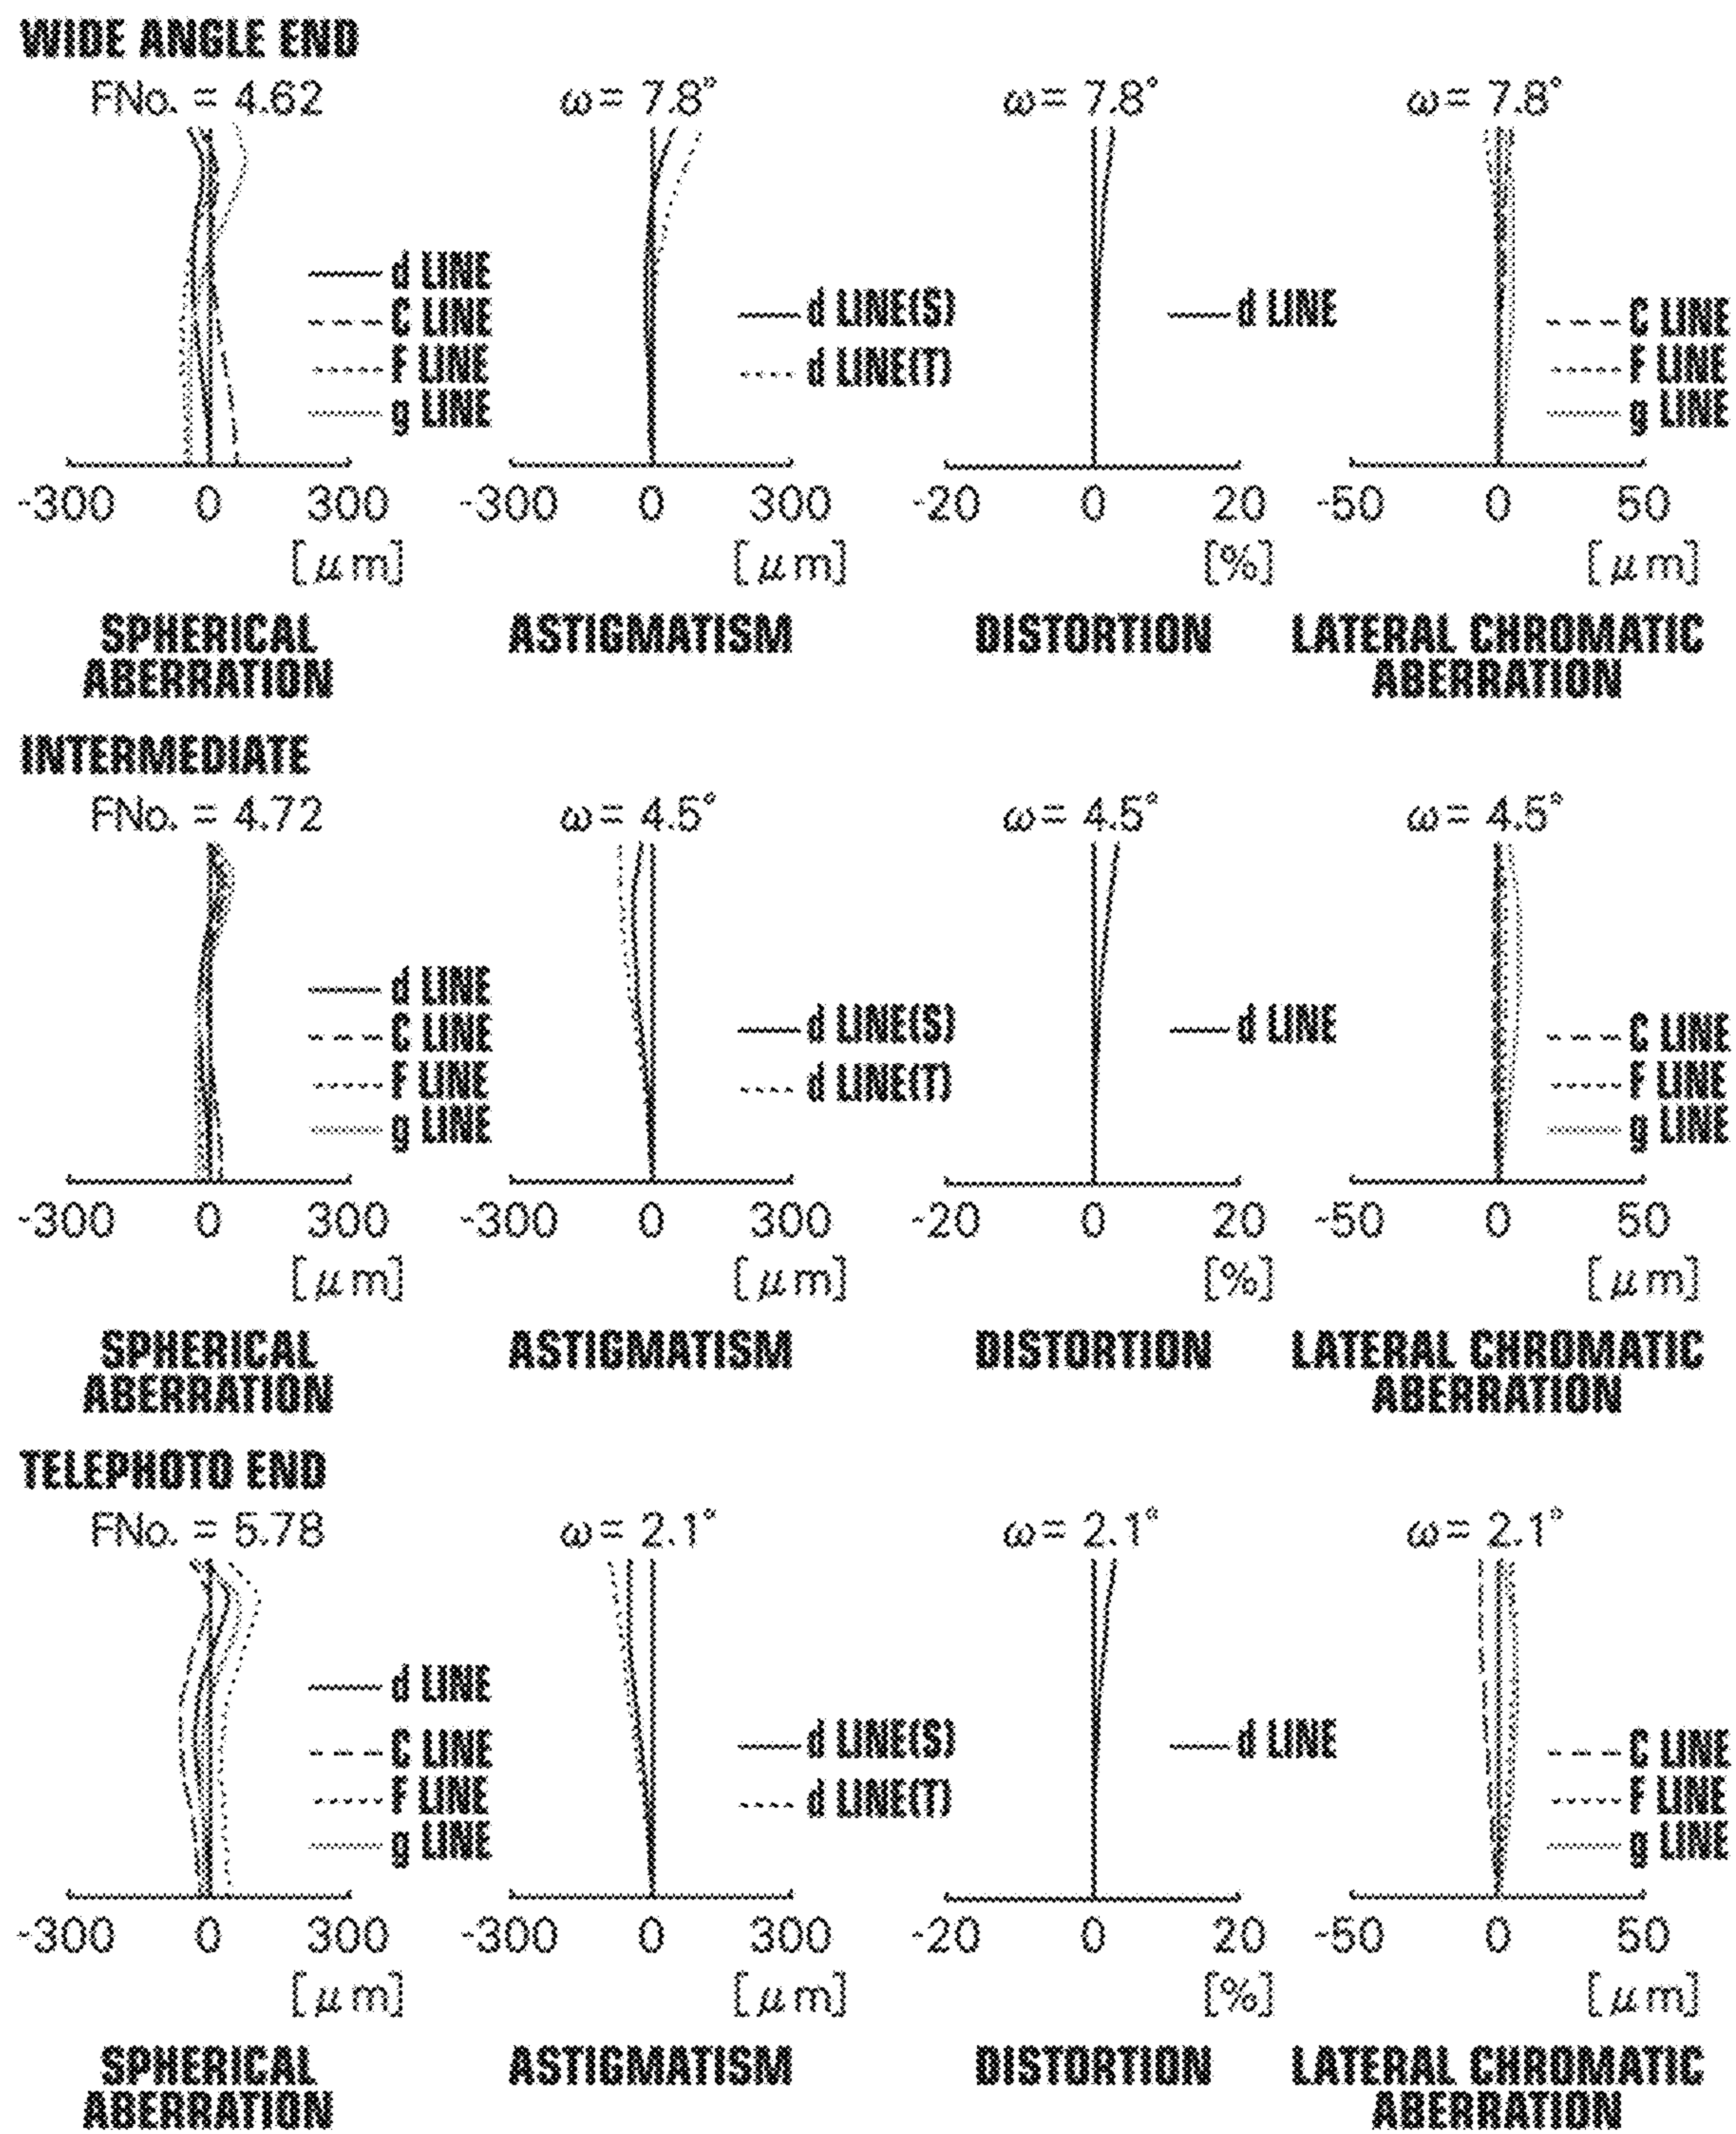 WIDE ANGLE END
FNo. = 4.62
ω= 7.8°
ω= 7.8°
ω= 7.8°
d LINE
C LINE
F LINE
g LINE
d LINE(S)
d LINE(T)
d LINE
C LINE
F LINE
g LINE
-300 0 300
-300 0 300
-20 0 20
-50 0 50
[μm]
[μm]
[%]
[μm]
SPHERICAL
ABERRATION
ASTIGMATISM
DISTORTION
LATERAL CHROMATIC
ABERRATION
INTERMEDIATE
FNo. = 4.72
ω= 4.5°
ω= 4.5°
ω= 4.5°
d LINE
C LINE
F LINE
g LINE
d LINE(S)
d LINE(T)
d LINE
C LINE
F LINE
g LINE
-300 0 300
-300 0 300
-20 0 20
-50 0 50
[μm]
[μm]
[%]
[μm]
SPHERICAL
ABERRATION
ASTIGMATISM
DISTORTION
LATERAL CHROMATIC
ABERRATION
TELEPHOTO END
FNo. = 5.78
ω= 2.1°
ω= 2.1°
ω= 2.1°
d LINE
C LINE
F LINE
g LINE
d LINE(S)
d LINE(T)
d LINE
C LINE
F LINE
g LINE
-300 0 300
-300 0 300
-20 0 20
-50 0 50
[μm]
[μm]
[%]
[μm]
SPHERICAL
ABERRATION
ASTIGMATISM
DISTORTION
LATERAL CHROMATIC
ABERRATION